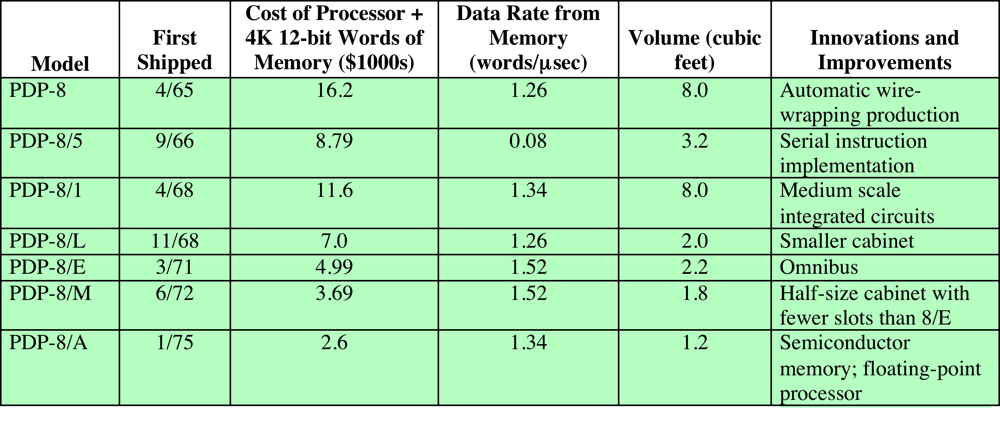 Model
First
Shipped
Cost of Processor +
4K 12-bit Words of
Memory ($1000s)
Data Rate from
Memory
(words/μsec)
Volume (cubic
feet)
Innovations and
Improvements
PDP-8 4/65 16.2 1.26 8.0 Automatic wire-
wrapping production
PDP-8/5 9/66 8.79 0.08 3.2 Serial instruction
implementation
PDP-8/1 4/68 11.6 1.34 8.0 Medium scale
integrated circuits
PDP-8/L 11/68 7.0 1.26 2.0 Smaller cabinet
PDP-8/E 3/71 4.99 1.52 2.2 Omnibus
PDP-8/M 6/72 3.69 1.52 1.8 Half-size cabinet with
fewer slots than 8/E
PDP-8/A 1/75 2.6 1.34 1.2 Semiconductor
memory; floating-point
processor